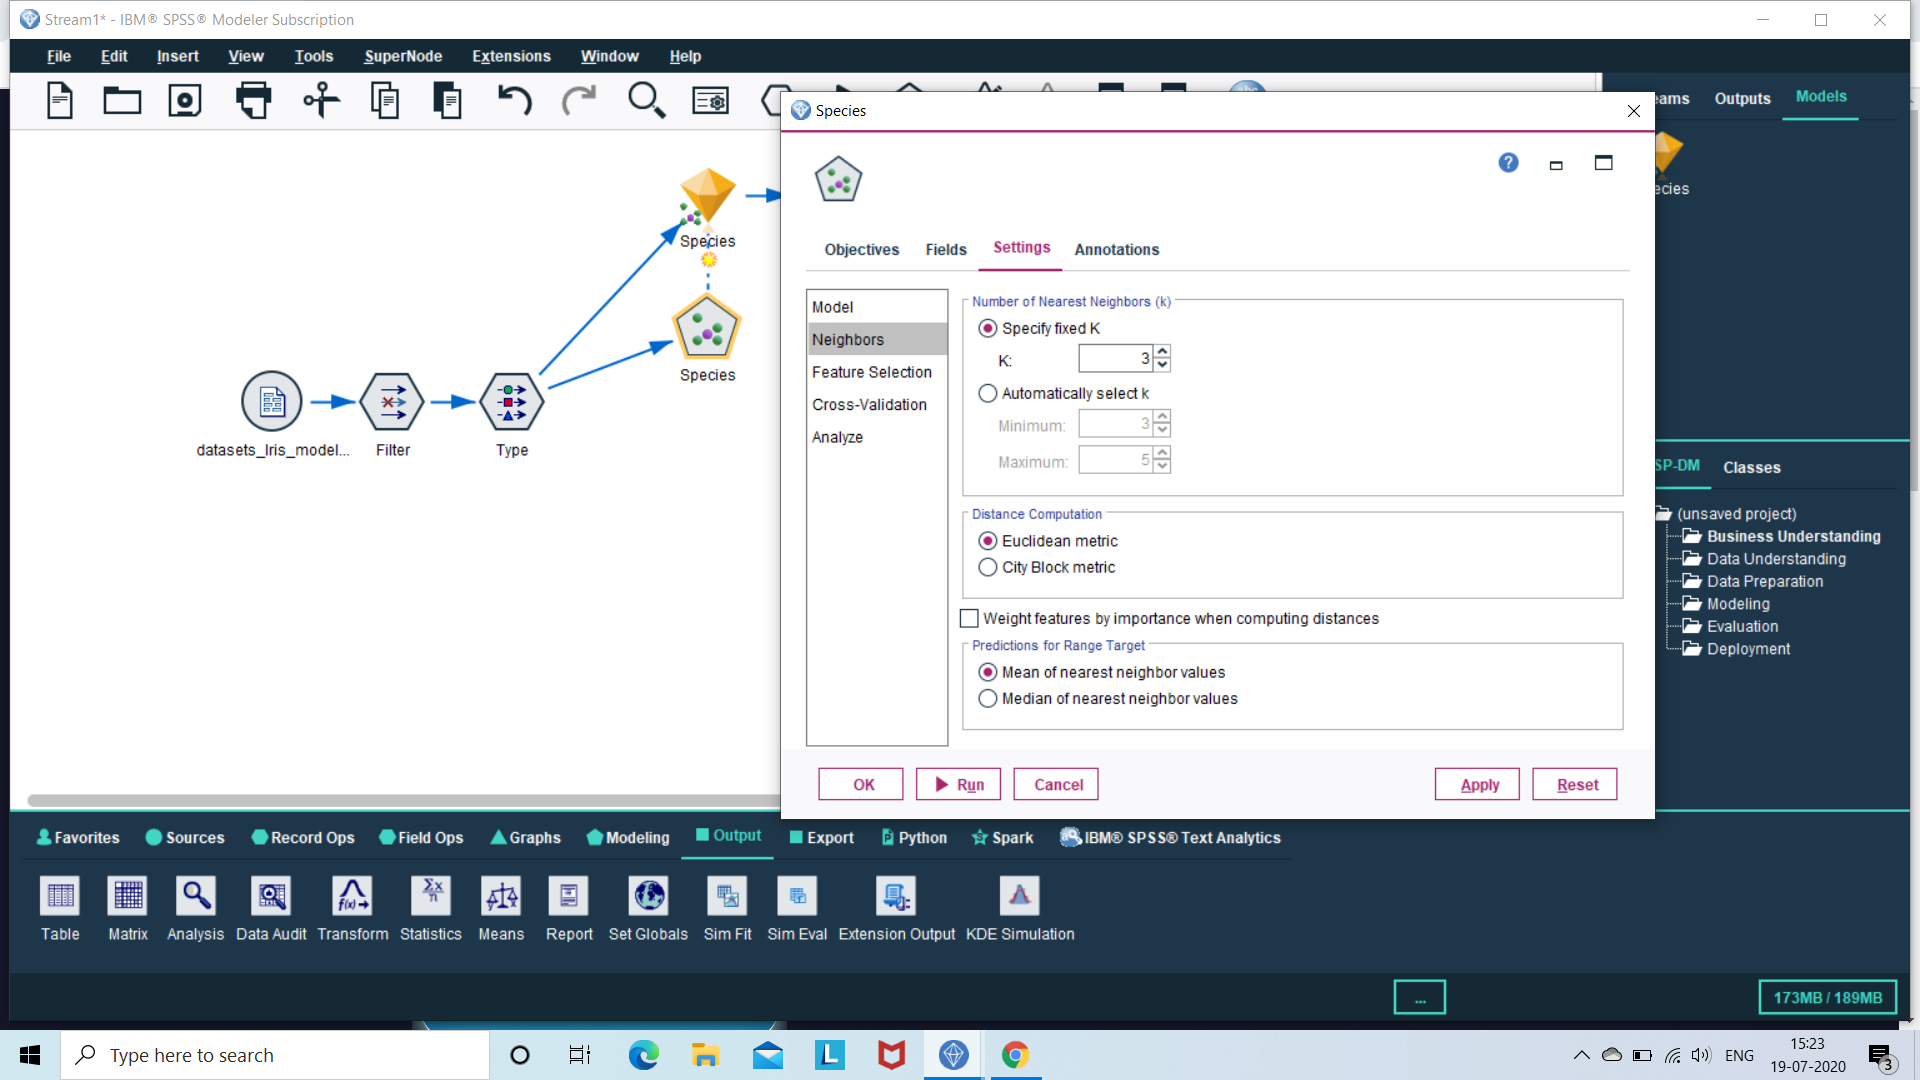 Stream1* - IBM® SPSS® Modeler Subscription
File Edit Insert View Tools SuperNode Extensions Window Help
abc
Species
ams Outputs Models
ecies
Objectives Fields Settings Annotations
Model
Neighbors
Feature Selection
Cross-Validation
Analyze
Number of Nearest Neighbors (k)
Specify fixed K
K: 3
Automatically select k
Minimum: 3
Maximum: 5
Distance Computation
Euclidean metric
City Block metric
Weight features by importance when computing distances
Predictions for Range Target
Mean of nearest neighbor values
Median of nearest neighbor values
OK Run Cancel Apply Reset
Species
Species
datasets_Iris_model... Filter Type
SP-DM Classes
(unsaved project)
Business Understanding
Data Understanding
Data Preparation
Modeling
Evaluation
Deployment
Favorites Sources Record Ops Field Ops Graphs Modeling Output Export Python Spark IBM® SPSS® Text Analytics
Table Matrix Analysis Data Audit Transform Statistics Means Report Set Globals Sim Fit Sim Eval Extension Output KDE Simulation
... 173MB / 189MB
Type here to search
L
ENG
15:23
19-07-2020
3